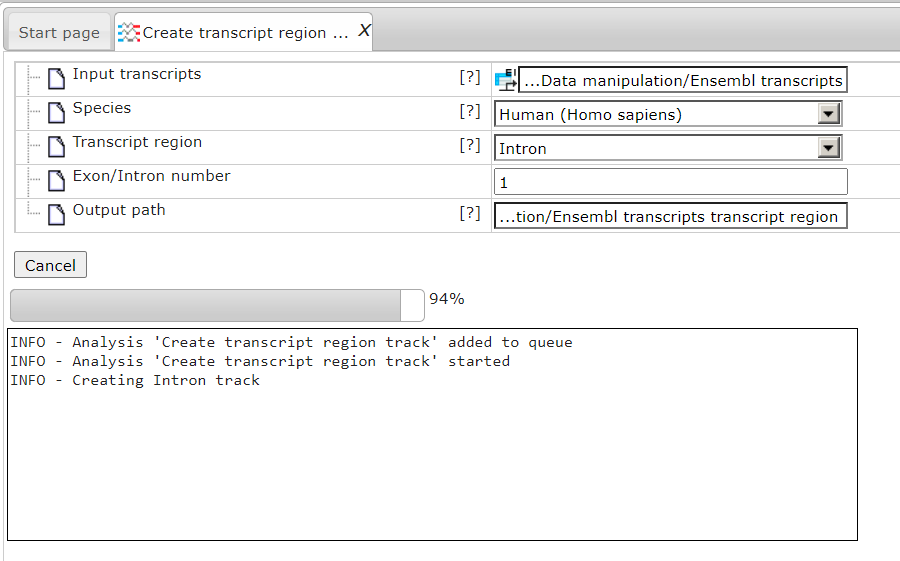 Start page
Create transcript region ... X
Input transcripts [?] EI ...Data manipulation/Ensembl transcripts
Species [?] Human (Homo sapiens)
Transcript region [?] Intron
Exon/Intron number 1
Output path [?] ...tion/Ensembl transcripts transcript region
Cancel
94%
INFO - Analysis 'Create transcript region track' added to queue
INFO - Analysis 'Create transcript region track' started
INFO - Creating Intron track